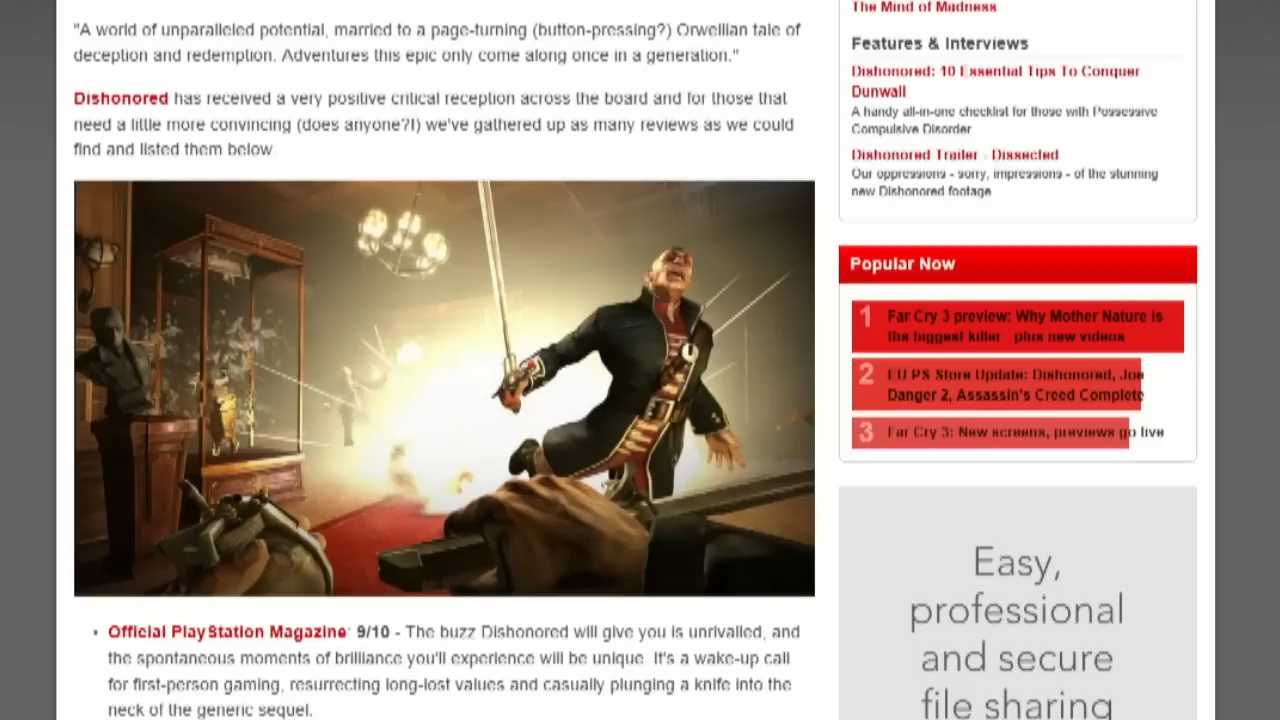 "A world of unparalleled potential, married to a page-turning (button-pressing?) Orwellian tale of
deception and redemption. Adventures this epic only come along once in a generation."
Dishonored has received a very positive critical reception across the board and for those that
need a little more convincing (does anyone?!) we've gathered up as many reviews as we could
find and listed them below
• Official PlayStation Magazine: 9/10 - The buzz Dishonored will give you is unrivalled, and
the spontaneous moments of brilliance you'll experience will be unique. It's a wake-up call
for first-person gaming, resurrecting long-lost values and casually plunging a knife into the
neck of the generic sequel.
The Mind of Madness
Features & Interviews
Dishonored: 10 Essential Tips To Conquer
Dunwall
A handy all-in-one checklist for those with Possessive
Compulsive Disorder
Dishonored Trailer - Dissected
Our oppressions - sorry, impressions - of the stunning
new Dishonored footage
Popular Now
1 Far Cry 3 preview: Why Mother Nature is
the biggest killer - plus new videos
2 EU PS Store Update: Dishonored, Joe
Danger 2, Assassin's Creed Complete
3 Far Cry 3: New screens, previews go live
Easy,
professional
and secure
file sharing